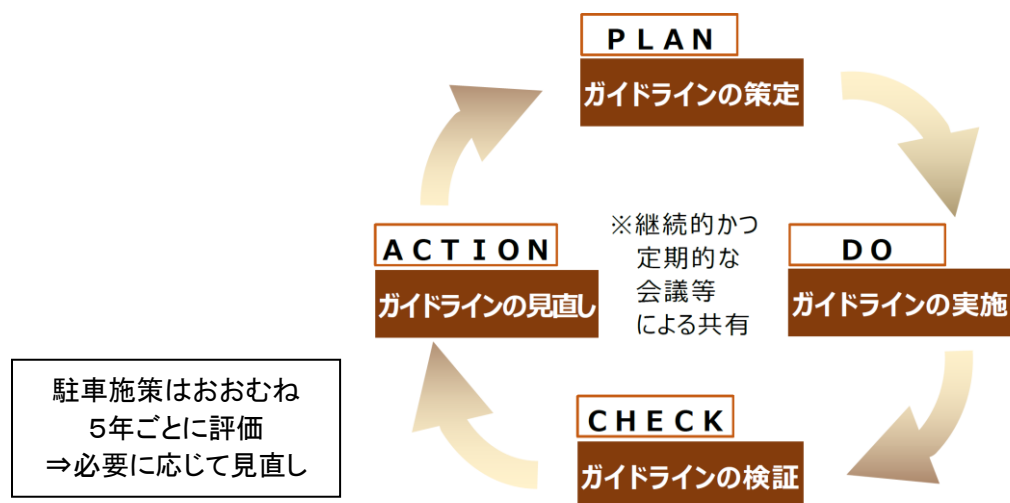 PLAN
ガイドラインの策定
ACTION
ガイドラインの見直し
※継続的かつ
定期的な
会議等
による共有
DO
ガイドラインの実施
駐車施策はおおむね
５年ごとに評価
⇒必要に応じて見直し
CHECK
ガイドラインの検証